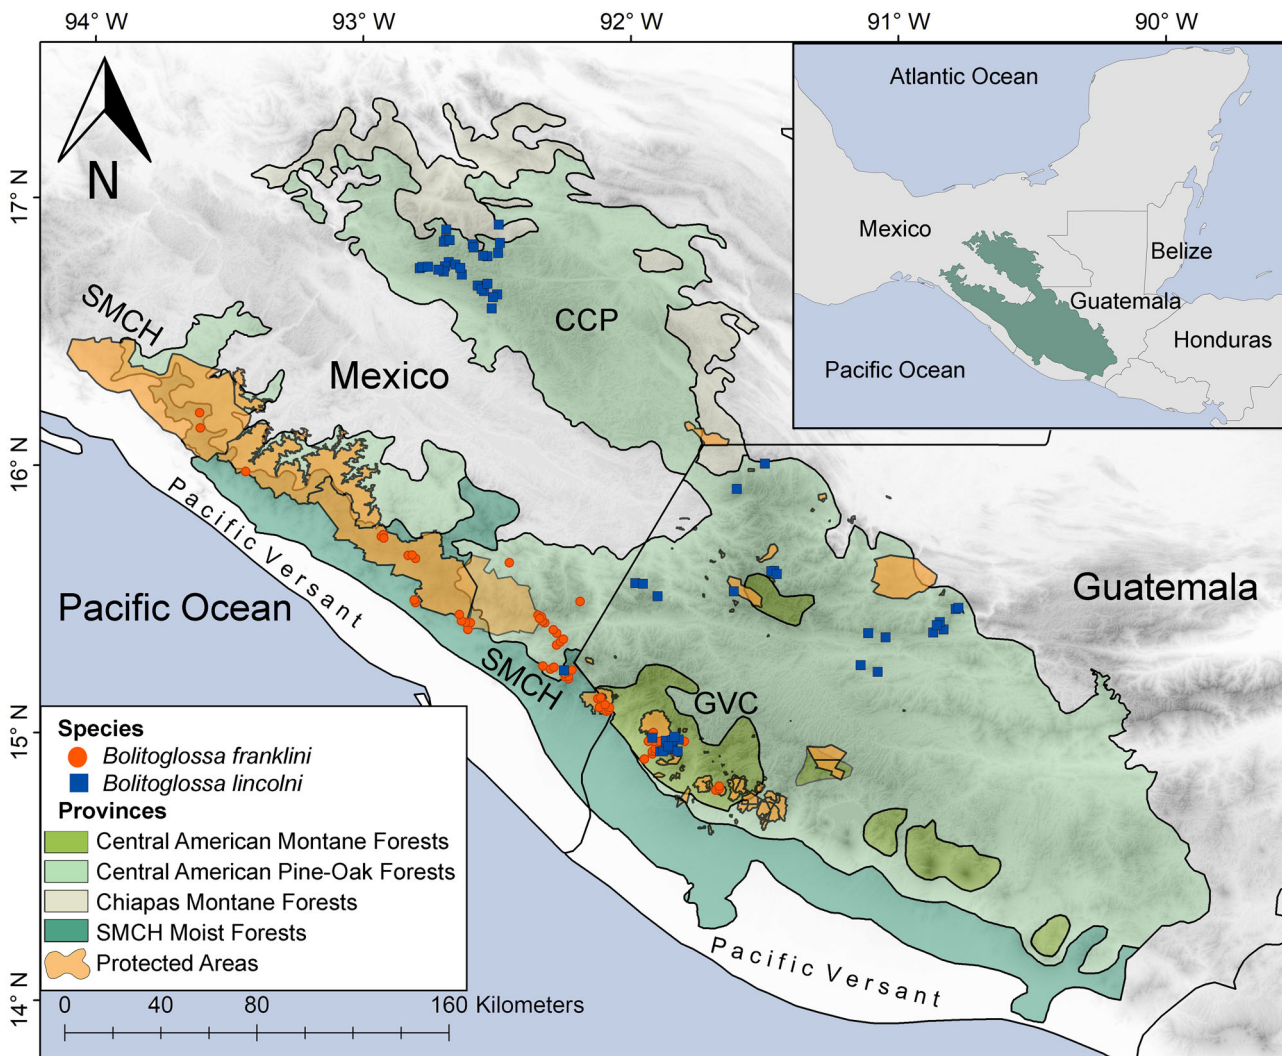 94° W
93° W
92° W
91° W
90° W
17° N
16° N
15° N
14° N
N
Atlantic Ocean
Mexico
Belize
Guatemala
Honduras
Pacific Ocean
SMCH
CCP
Mexico
Pacific Versant
Pacific Ocean
Guatemala
SMCH
GVC
Pacific Versant
Species
Bolitoglossa franklini
Bolitoglossa lincolni
Provinces
Central American Montane Forests
Central American Pine-Oak Forests
Chiapas Montane Forests
SMCH Moist Forests
Protected Areas
0 40 80 160 Kilometers